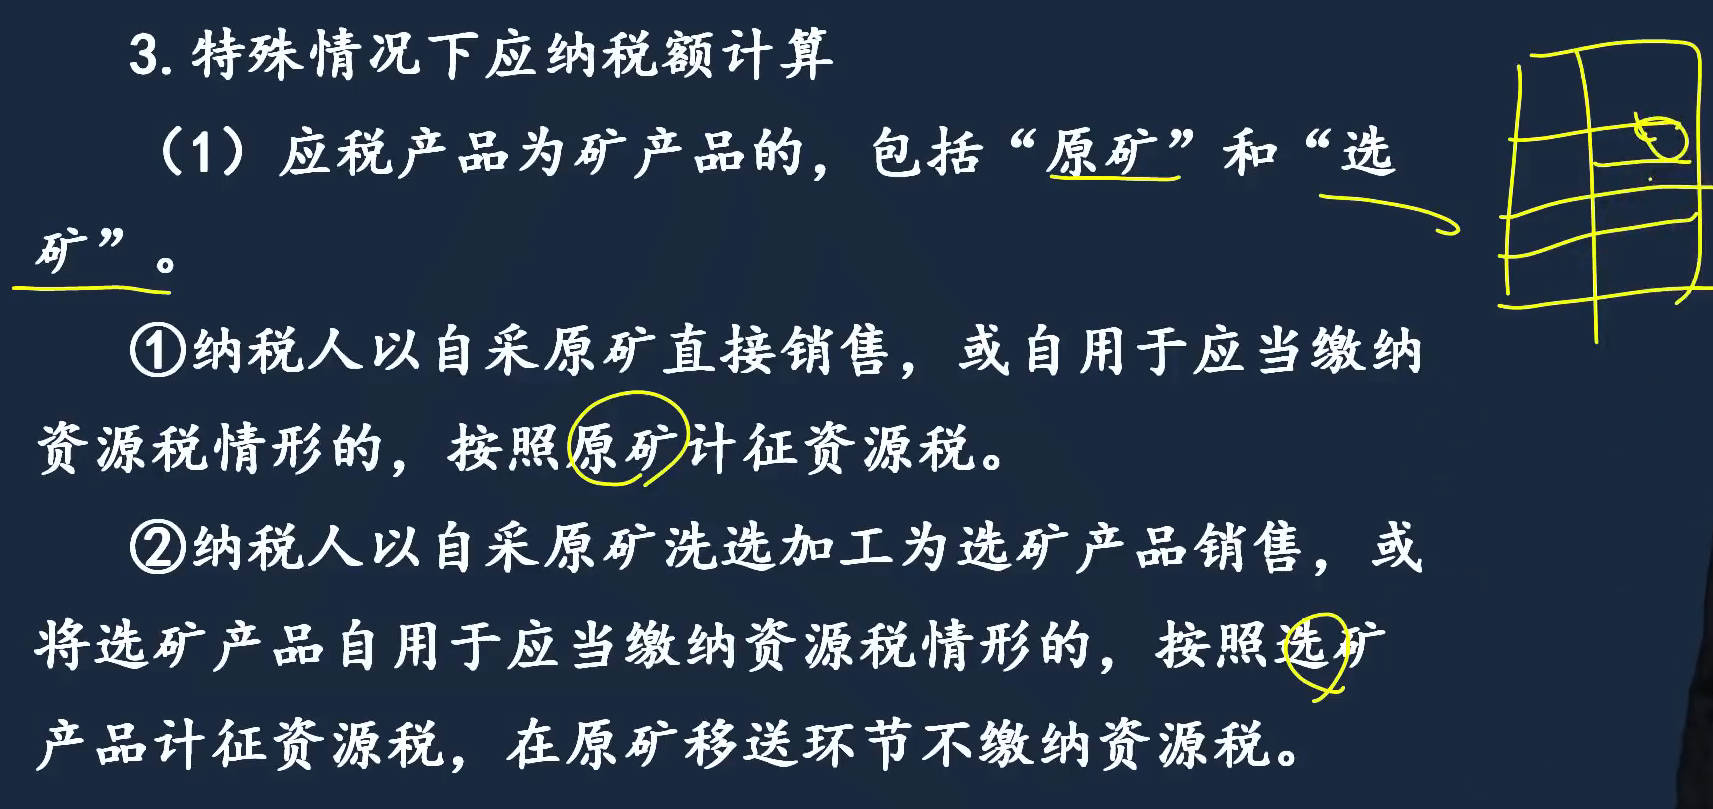 3.特殊情况下应纳税额计算
（1）应税产品为矿产品的，包括“原矿”和“选
矿”。
①纳税人以自采原矿直接销售，或自用于应当缴纳
资源税情形的，按照原矿计征资源税。
②纳税人以自采原矿洗选加工为选矿产品销售，或
将选矿产品自用于应当缴纳资源税情形的，按照选矿
产品计征资源税，在原矿移送环节不缴纳资源税。